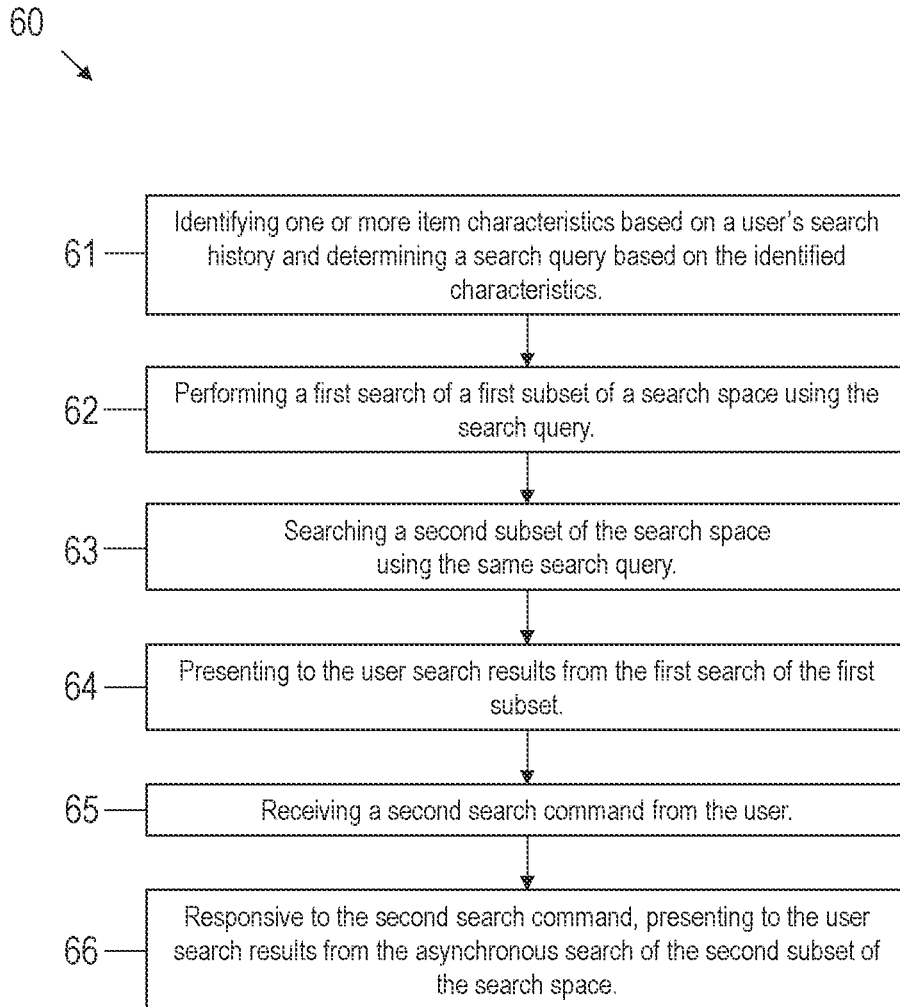 60
61
Identifying one or more item characteristics based on a user's search
history and determining a search query based on the identified
characteristics.
62
Performing a first search of a first subset of a search space using the
search query.
63
Searching a second subset of the search space
using the same search query.
64
Presenting to the user search results from the first search of the first
subset.
65
Receiving a second search command from the user.
66
Responsive to the second search command, presenting to the user
search results from the asynchronous search of the second subset of
the search space.